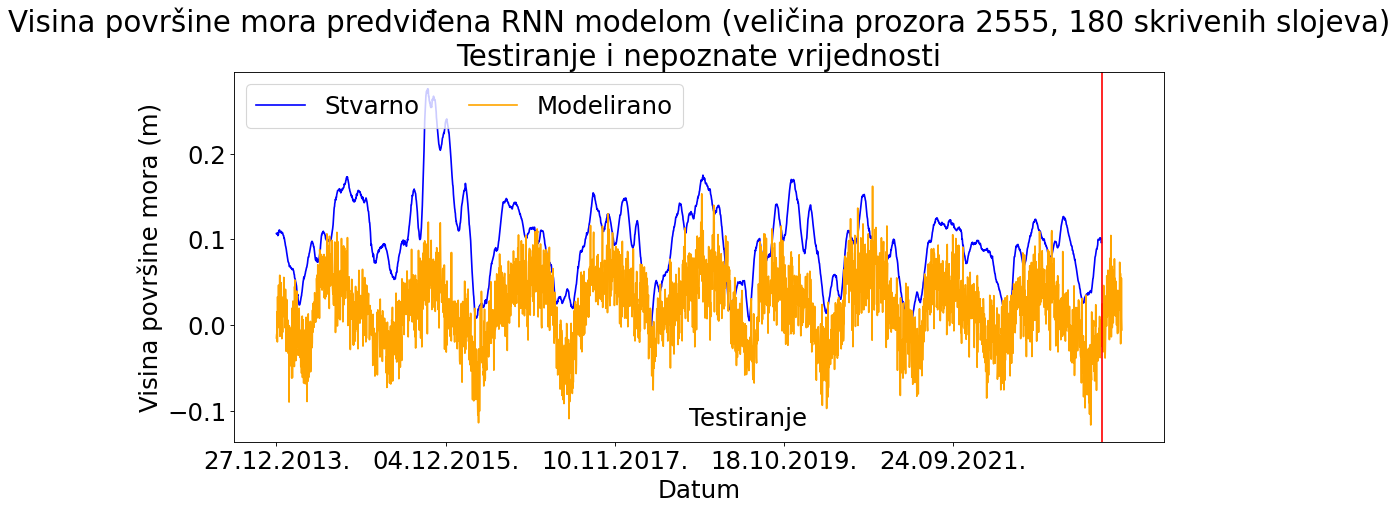 Visina površine mora predviđena RNN modelom (veličina prozora 2555, 180 skrivenih slojeva)
Testiranje i nepoznate vrijednosti
Stvarno Modelirano
Visina površine mora (m)
0.2
0.1
0.0
−0.1
Testiranje
27.12.2013. 04.12.2015. 10.11.2017. 18.10.2019. 24.09.2021.
Datum